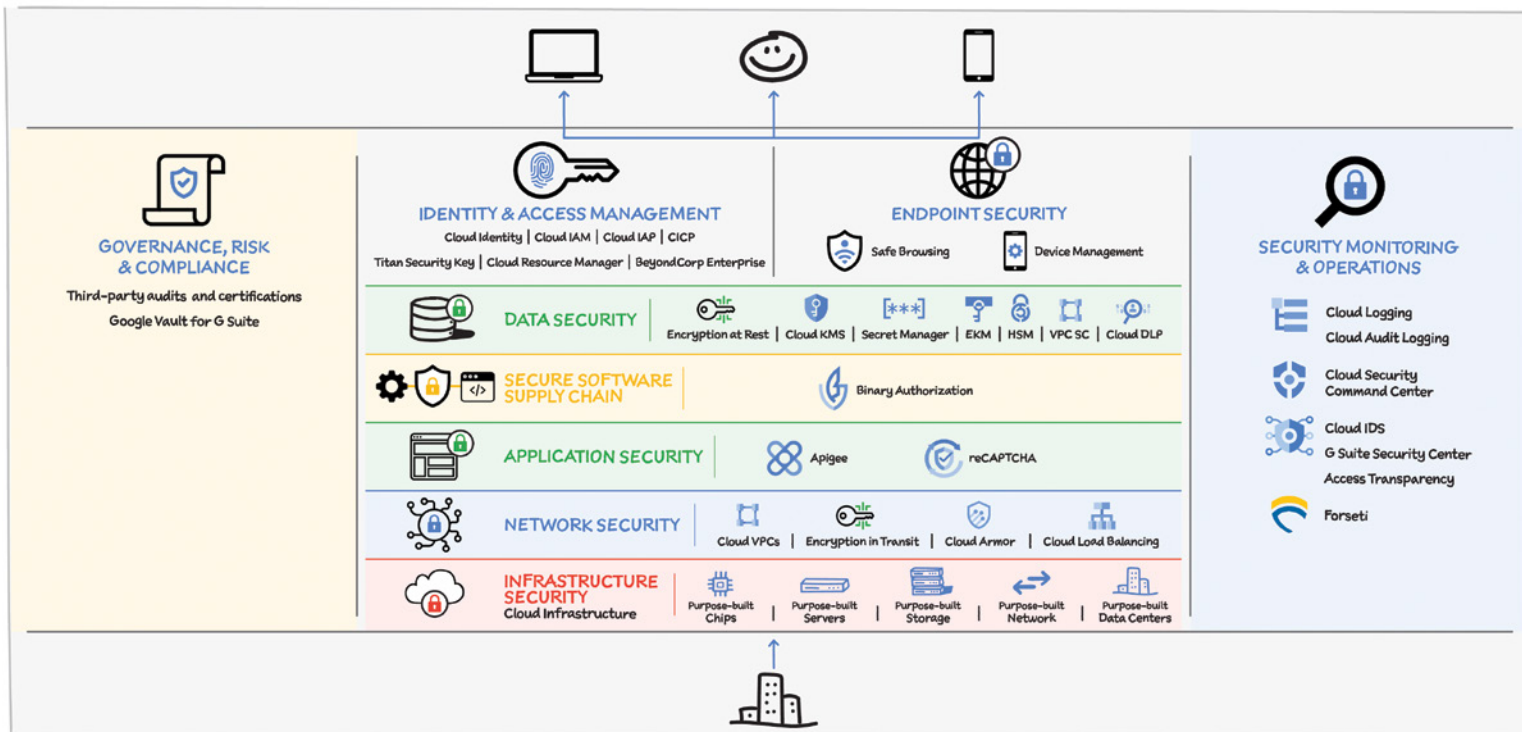 GOVERNANCE, RISK
& COMPLIANCE
Third-party audits and certifications
Google Vault for G Suite
IDENTITY & ACCESS MANAGEMENT
Cloud Identity | Cloud IAM | Cloud IAP | CICP
Titan Security Key | Cloud Resource Manager | BeyondCorp Enterprise
ENDPOINT SECURITY
Safe Browsing
Device Management
DATA SECURITY
[***]
Encryption at Rest | Cloud KMS | Secret Manager | EKM | HSM | VPC SC | Cloud DLP
SECURE SOFTWARE
SUPPLY CHAIN
</>
Binary Authorization
APPLICATION SECURITY
Apigee
reCAPTCHA
NETWORK SECURITY
Cloud VPCs | Encryption in Transit | Cloud Armor | Cloud Load Balancing
INFRASTRUCTURE
SECURITY
Cloud Infrastructure
Purpose-built
Chips
Purpose-built
Servers
Purpose-built
Storage
Purpose-built
Network
Purpose-built
Data Centers
SECURITY MONITORING
& OPERATIONS
Cloud Logging
Cloud Audit Logging
Cloud Security
Command Center
Cloud IDS
G Suite Security Center
Access Transparency
Forseti